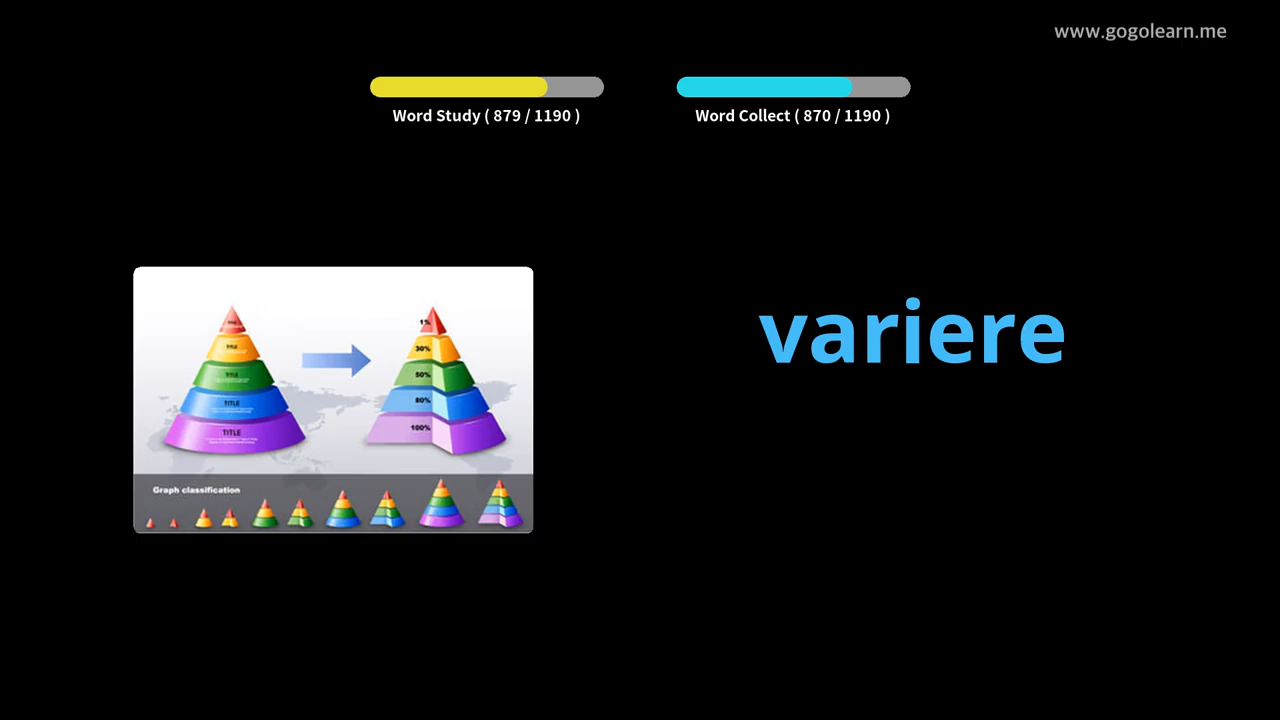 www.gogolearn.me
Word Study ( 879 / 1190 )
Word Collect ( 870 / 1190 )
variere
TITLE
TITLE
TITLE
TITLE
1%
30%
50%
80%
100%
Graph classification